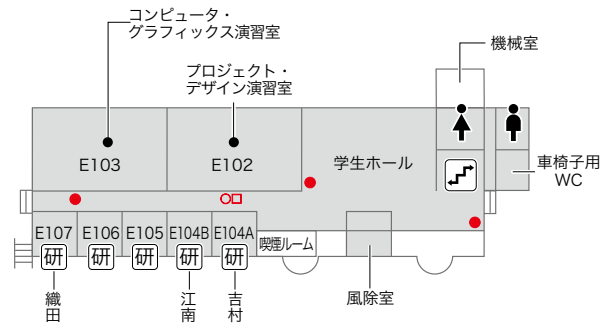 コンピュータ・
グラフィックス演習室
プロジェクト・
デザイン演習室
機械室
E103
E102
学生ホール
車椅子用
WC
E107
E106
E105
E104B
E104A
喫煙ルーム
研
研
研
研
研
織田
江南
吉村
風除室